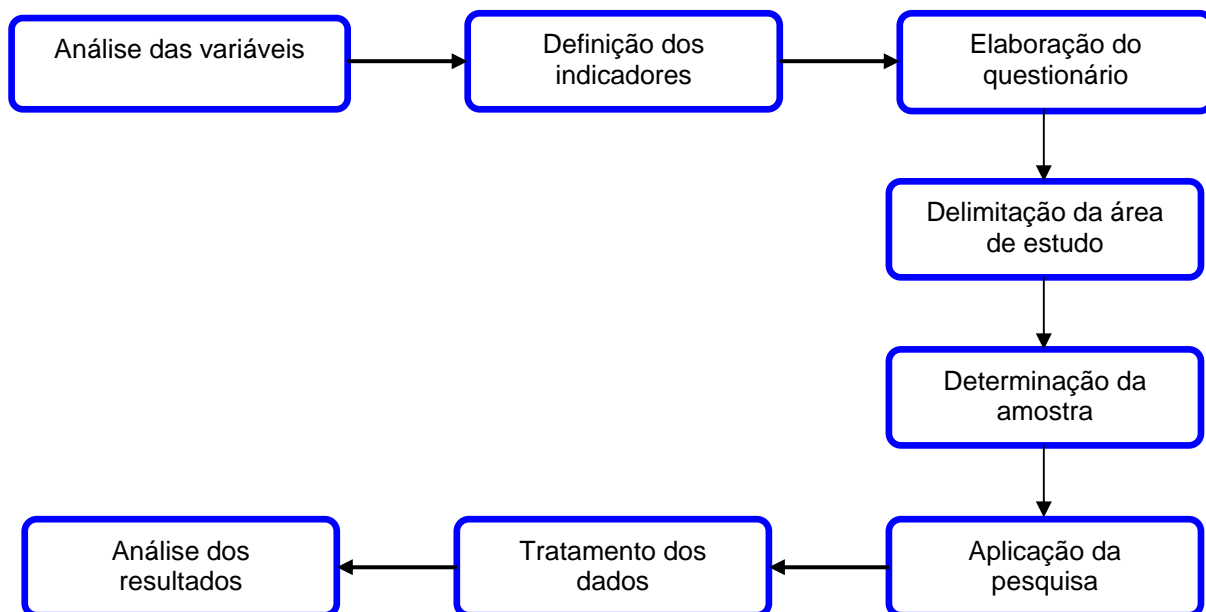 Análise das variáveis
Definição dos
indicadores
Elaboração do
questionário
Delimitação da área
de estudo
Determinação da
amostra
Aplicação da
pesquisa
Tratamento dos
dados
Análise dos
resultados